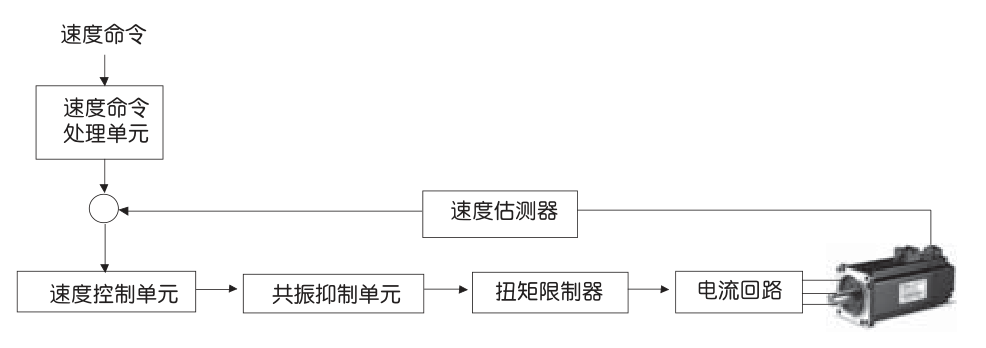 速度命令
速度命令
处理单元
速度估测器
速度控制单元
共振抑制单元
扭矩限制器
电流回路